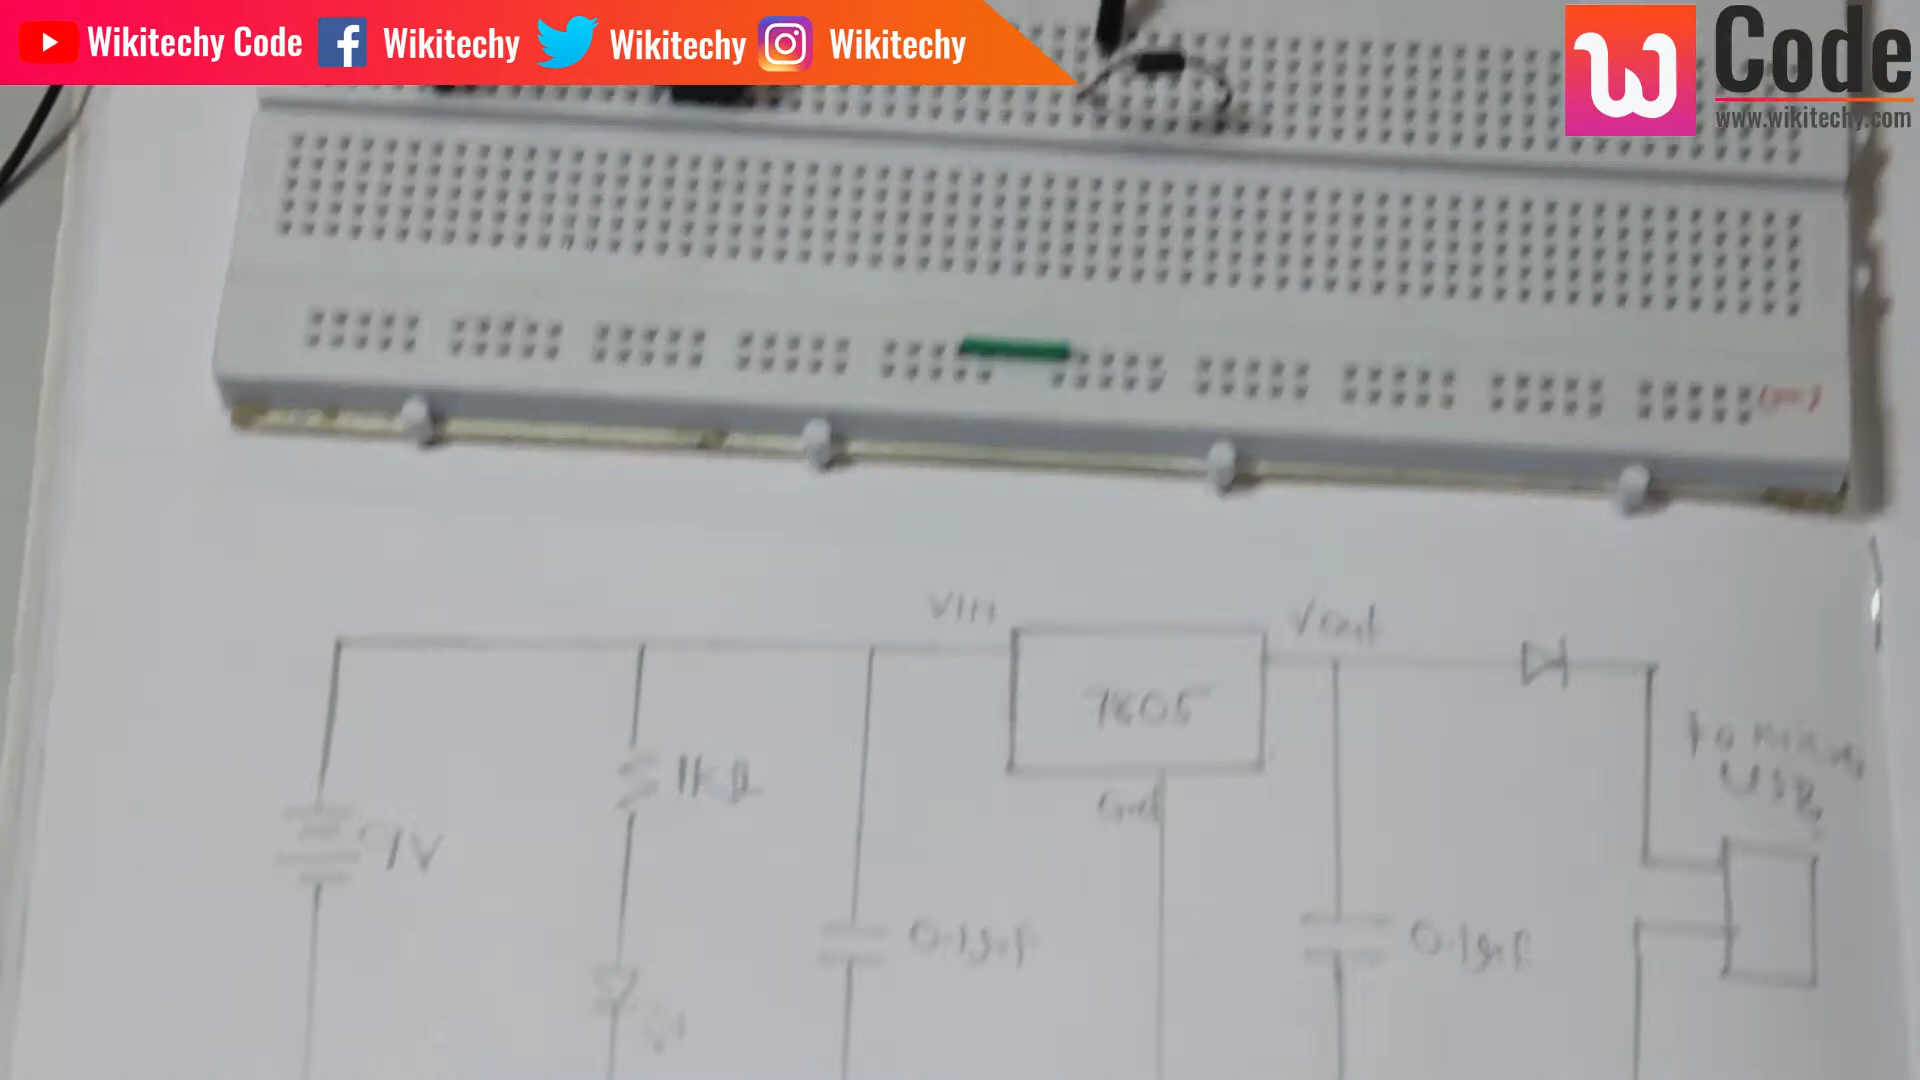 Wikitechy Code Wikitechy Wikitechy Wikitechy
W Code
www.wikitechy.com
VIN
Vout
7805
to
USB
1kΩ
Gnd
9V
0.1μF
0.1μF